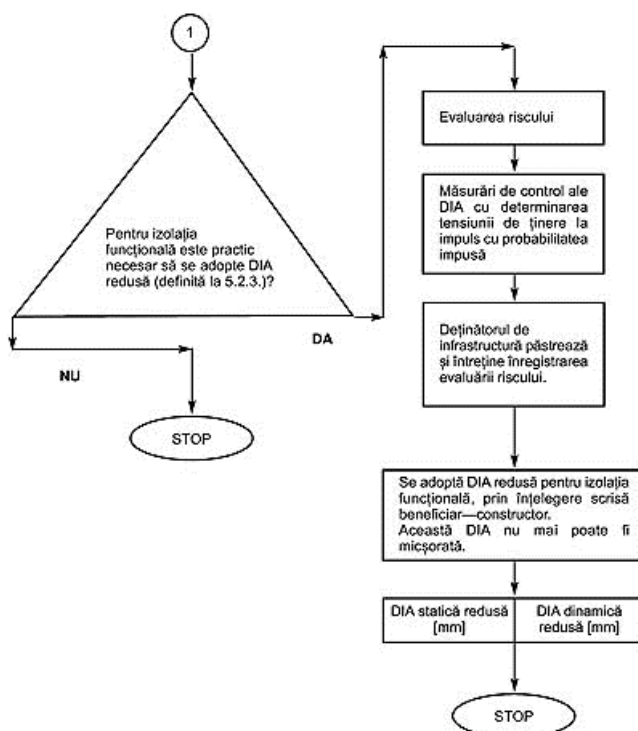 1
Pentru izolația
funcțională este practic
necesar să se adopte DIA
redusă (definită la 5.2.3.)?
DA
NU
STOP
Evaluarea riscului
Măsurări de control ale
DIA cu determinarea
tensiunii de ținere la
impuls cu probabilitatea
impusă
Deținătorul de
infrastructură păstrează
și întreține înregistrarea
evaluării riscului.
Se adoptă DIA redusă pentru izolația
funcțională, prin înțelegere scrisă
beneficiar—constructor.
Această DIA nu mai poate fi
micșorată.
DIA statică redusă
[mm]
DIA dinamică
redusă [mm]
STOP